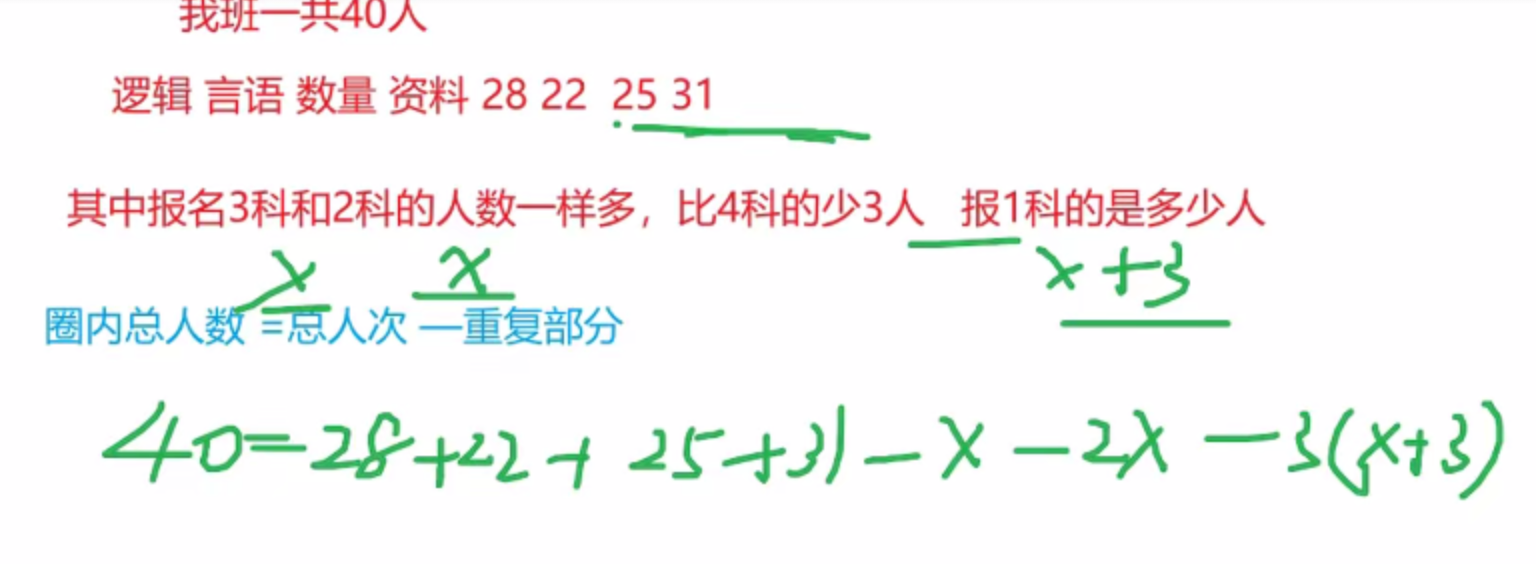 我班一共40人
逻辑 言语 数量 资料 28 22 25 31
其中报名3科和2科的人数一样多，比4科的少3人 报1科的是多少人
x x x+3
圈内总人数 =总人次 —重复部分
40=28+22+25+31-x-2x-3(x+3)